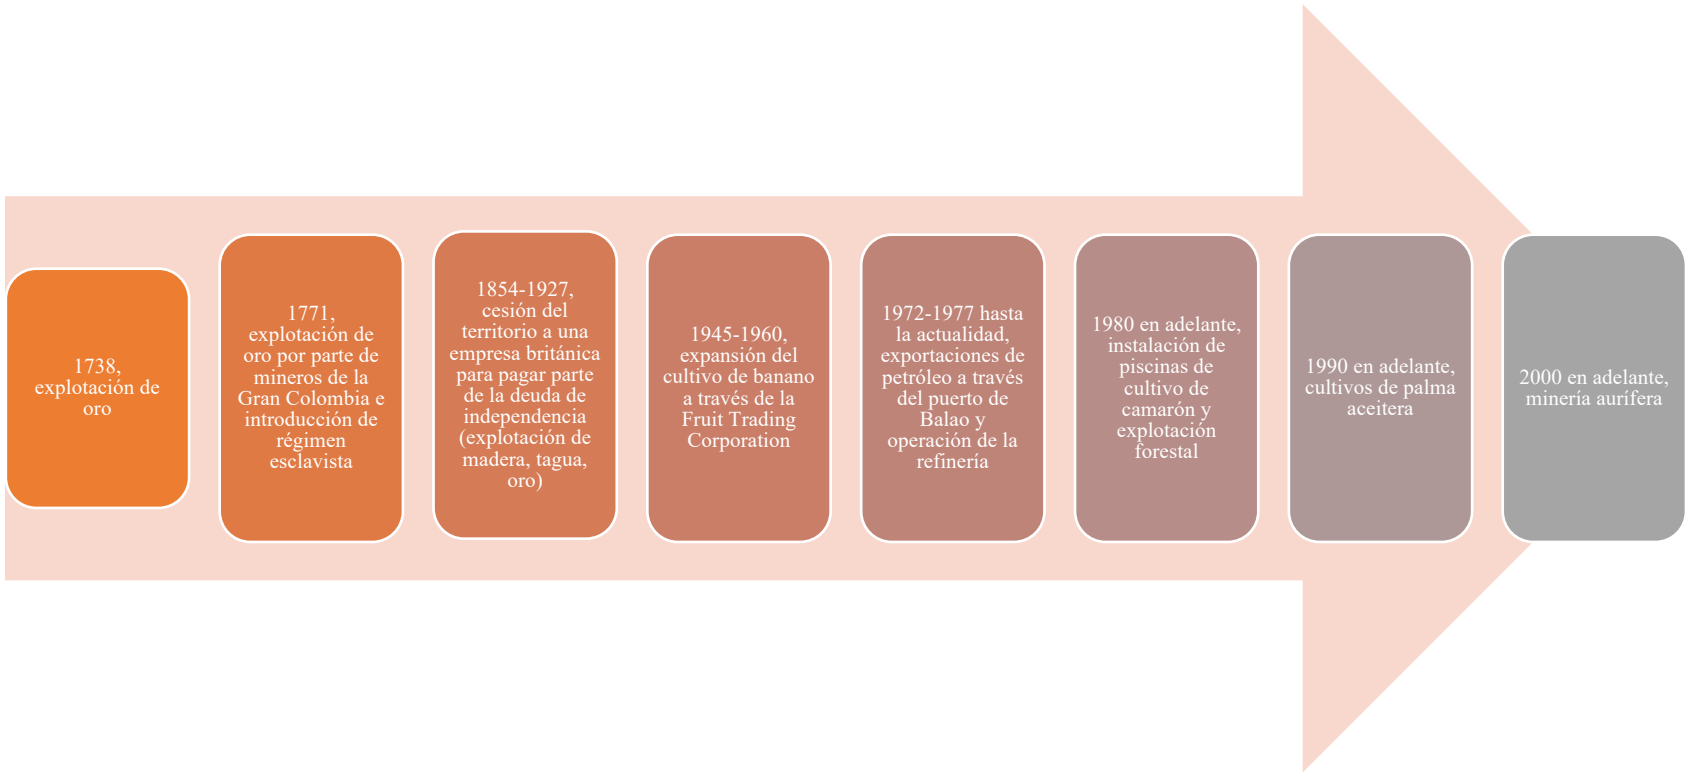 1738,
explotación de
oro
1771,
explotación de
oro por parte de
mineros de la
Gran Colombia e
introducción de
régimen
esclavista
1854-1927,
cesión del
territorio a una
empresa británica
para pagar parte
de la deuda de
independencia
(explotación de
madera, tagua,
oro)
1945-1960,
expansión del
cultivo de banano
a través de la
Fruit Trading
Corporation
1972-1977 hasta
la actualidad,
exportaciones de
petróleo a través
del puerto de
Balao y
operación de la
refinería
1980 en adelante,
instalación de
piscinas de
cultivo de
camarón y
explotación
forestal
1990 en adelante,
cultivos de palma
aceitera
2000 en adelante,
minería aurífera